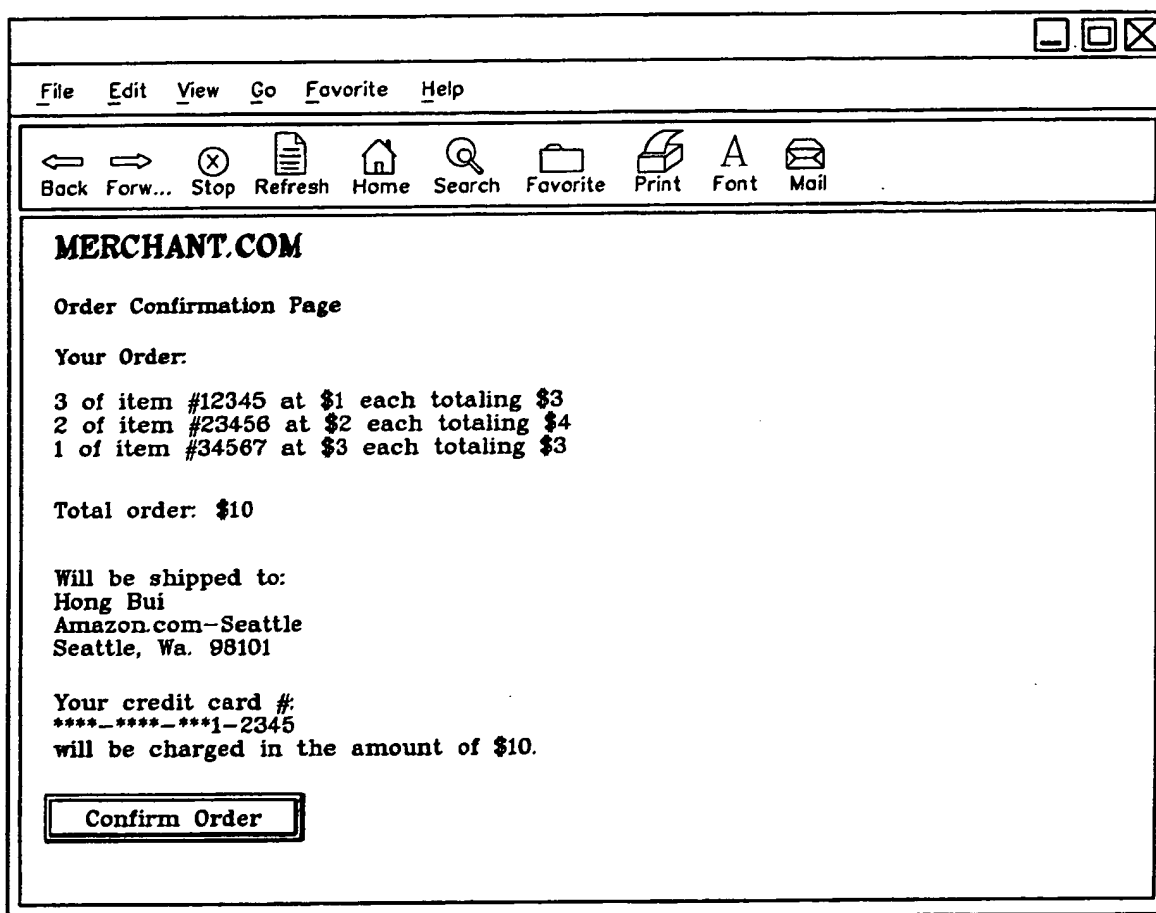 File Edit View Go Favorite Help
Back Forw... Stop Refresh Home Search Favorite Print Font Mail
MERCHANT.COM
Order Confirmation Page
Your Order:
3 of item #12345 at $1 each totaling $3
2 of item #23456 at $2 each totaling $4
1 of item #34567 at $3 each totaling $3
Total order: $10
Will be shipped to:
Hong Bui
Amazon.com-Seattle
Seattle, Wa. 98101
Your credit card #:
****-****-***1-2345
will be charged in the amount of $10.
Confirm Order